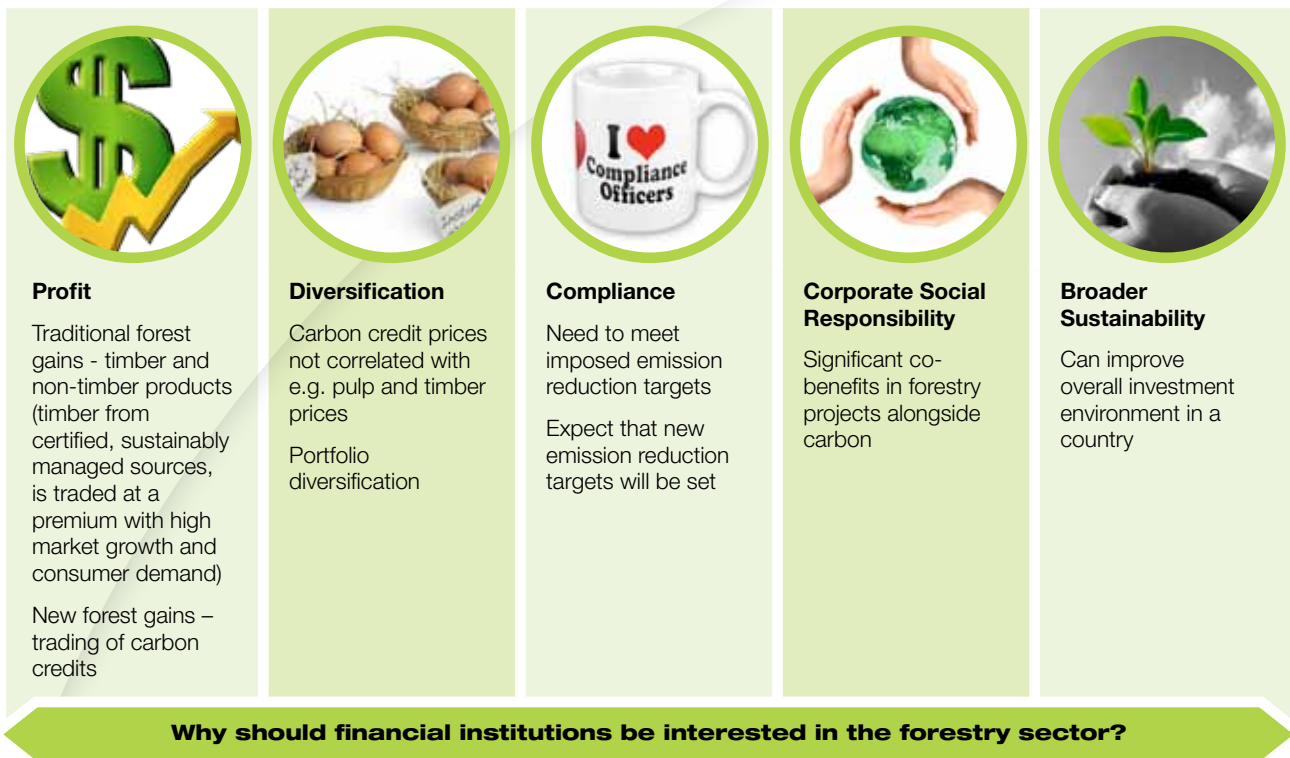 I ❤
Compliance
Officers
Profit
Traditional forest
gains - timber and
non-timber products
(timber from
certified, sustainably
managed sources,
is traded at a
premium with high
market growth and
consumer demand)
New forest gains –
trading of carbon
credits
Diversification
Carbon credit prices
not correlated with
e.g. pulp and timber
prices
Portfolio
diversification
Compliance
Need to meet
imposed emission
reduction targets
Expect that new
emission reduction
targets will be set
Corporate Social
Responsibility
Significant co-
benefits in forestry
projects alongside
carbon
Broader
Sustainability
Can improve
overall investment
environment in a
country
Why should financial institutions be interested in the forestry sector?